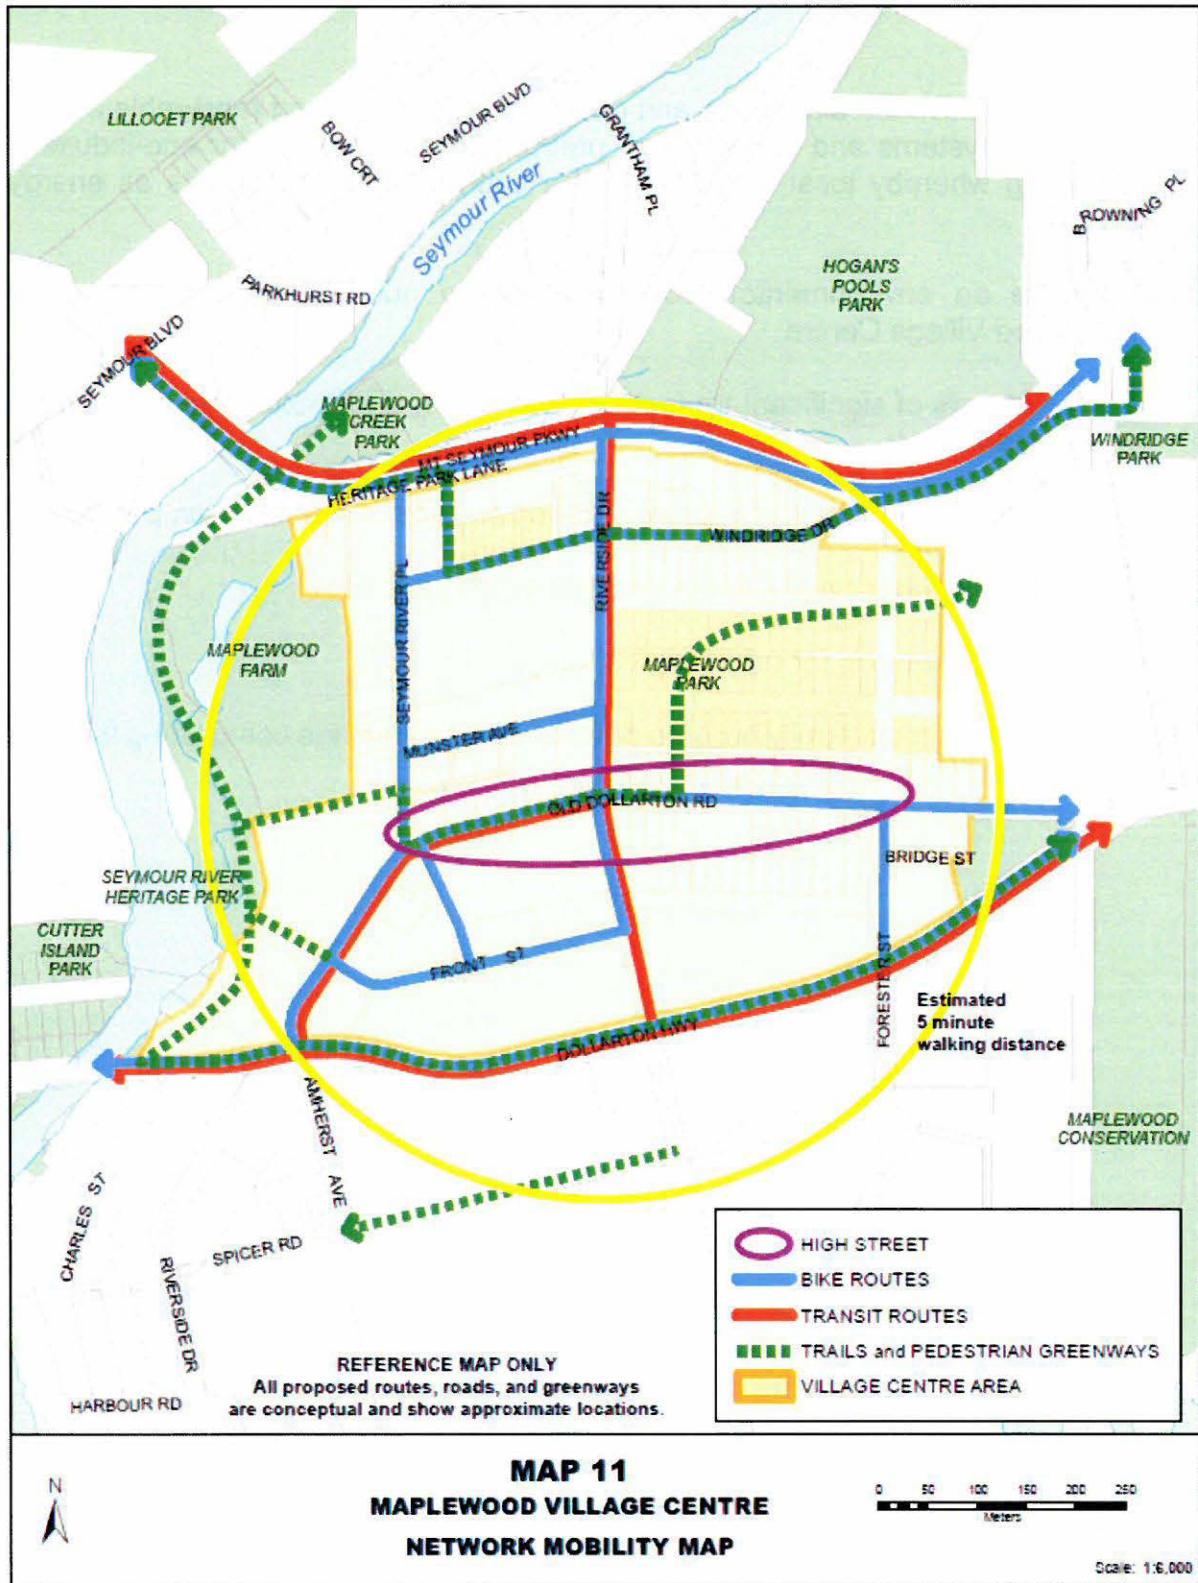 LILLOOET PARK
BOW CRT
SEYMOUR BLVD
GRANTHAM PL
Seymour River
BROWNING PL
HOGAN'S
POOLS
PARK
PARKHURST RD
SEYMOUR BLVD
MAPLEWOOD
CREEK
PARK
MT SEYMOUR PKWY
HERITAGE PARK LANE
WINDRIDGE
PARK
RIVERSIDE DR
WINDRIDGE DR
SEYMOUR RIVER PL
MAPLEWOOD
FARM
MAPLEWOOD
PARK
MUNSTER AVE
OLD DOLLARTON RD
BRIDGE ST
SEYMOUR RIVER
HERITAGE PARK
CUTTER
ISLAND
PARK
FRONT ST
FORESTER ST
Estimated
5 minute
walking distance
DOLLARTON HWY
AMHERST AVE
MAPLEWOOD
CONSERVATION
CHARLES ST
SPICER RD
RIVERSIDE DR
HARBOUR RD
HIGH STREET
BIKE ROUTES
TRANSIT ROUTES
TRAILS and PEDESTRIAN GREENWAYS
VILLAGE CENTRE AREA
REFERENCE MAP ONLY
All proposed routes, roads, and greenways
are conceptual and show approximate locations.
N
MAP 11
MAPLEWOOD VILLAGE CENTRE
NETWORK MOBILITY MAP
0 50 100 150 200 250
Meters
Scale: 1:6,000